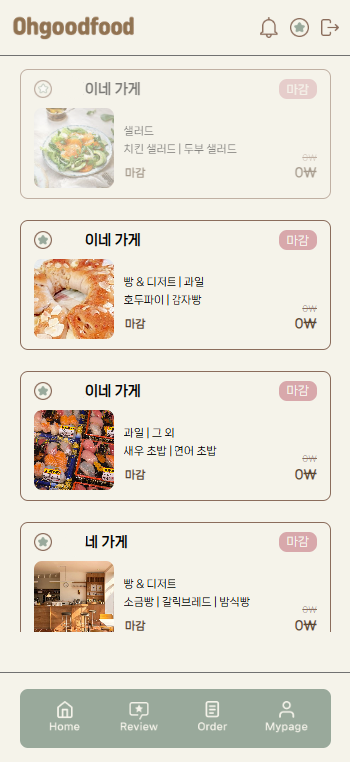 Ohgoodfood
이네 가게
마감
샐러드
치킨 샐러드 | 두부 샐러드
0₩
마감
0₩
이네 가게
마감
빵 & 디저트 | 과일
호두파이 | 감자빵
0₩
마감
0₩
이네 가게
마감
과일 | 그 외
새우 초밥 | 연어 초밥
0₩
마감
0₩
네 가게
마감
빵 & 디저트
소금빵 | 갈릭브레드 | 밤식빵
0₩
마감
0₩
Home
Review
Order
Mypage